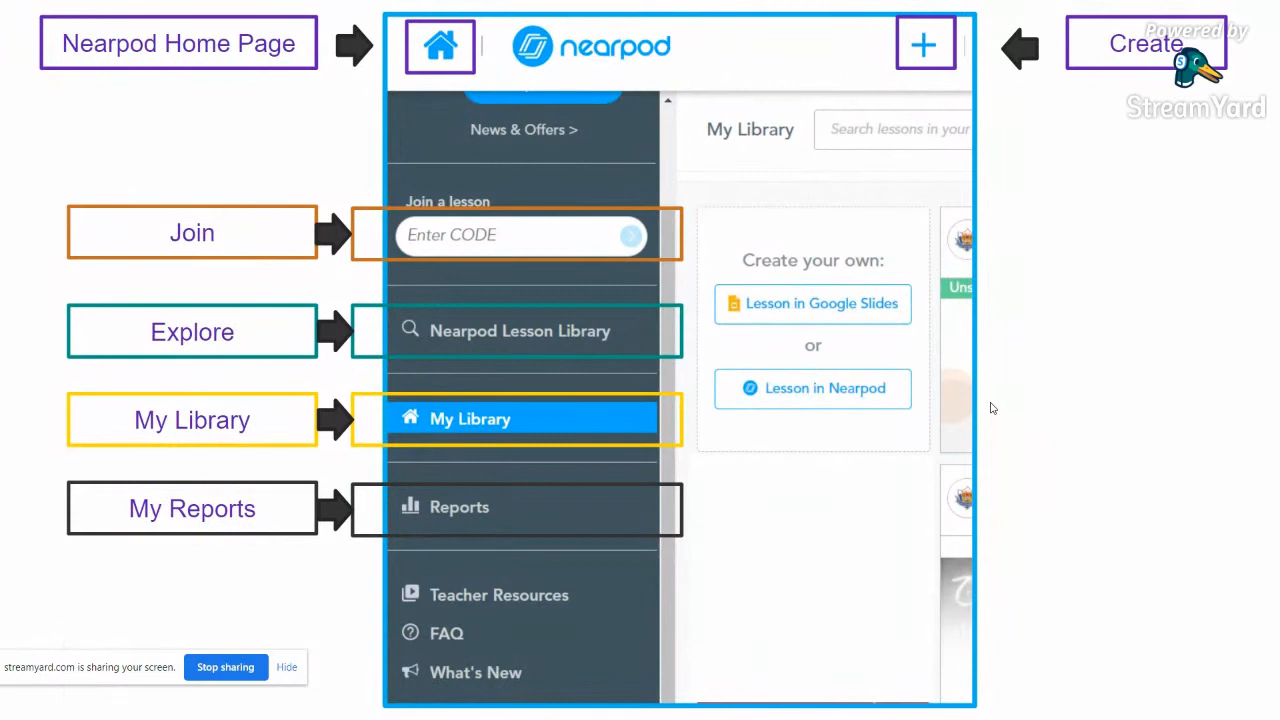 Nearpod Home Page
nearpod
Create
Powered by
StreamYard
News & Offers >
My Library
Search lessons in your
Join a lesson
Join
Enter CODE
Create your own:
Lesson in Google Slides
or
Lesson in Nearpod
Uns
Explore
Nearpod Lesson Library
My Library
My Library
My Reports
Reports
Teacher Resources
FAQ
What's New
streamyard.com is sharing your screen.
Stop sharing
Hide